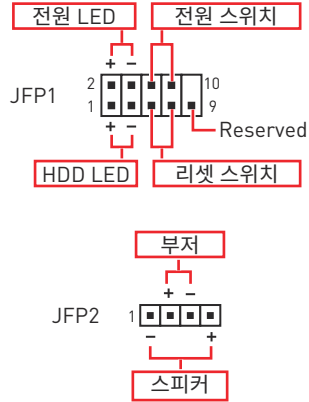 전원 LED 전원 스위치
+ −
JFP1 2 10
1 9
+ − Reserved
HDD LED 리셋 스위치
부저
+ −
JFP2 1
− +
스피커